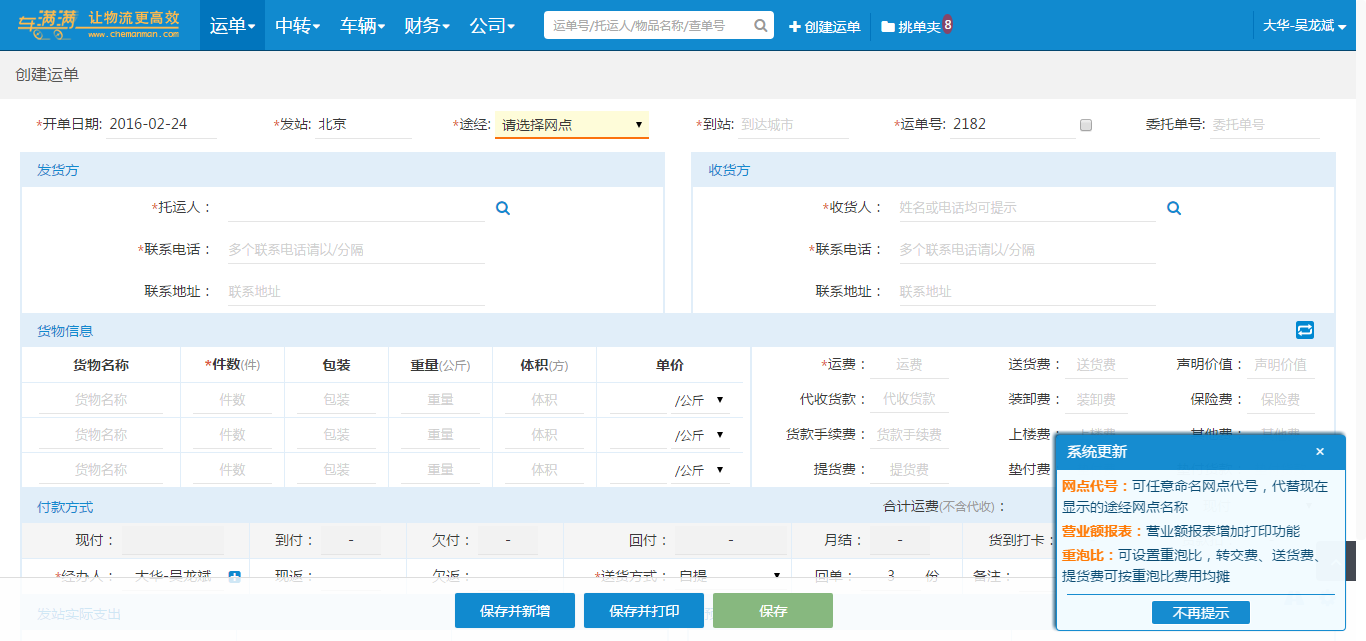 车满满 让物流更高效
www.chemanman.com
运单 中转 车辆 财务 公司 运单号/托运人/物品名称/查单号 创建运单 挑单夹 8 大华-吴龙斌
创建运单
*开单日期: 2016-02-24 *发站: 北京 *途经: 请选择网点 *到站: 到达城市 *运单号: 2182 委托单号: 委托单号
发货方 收货方
*托运人： *收货人： 姓名或电话均可提示
*联系电话： 多个联系电话请以/分隔 *联系电话： 多个联系电话请以/分隔
联系地址： 联系地址 联系地址： 联系地址
货物信息
货物名称 *件数(件) 包装 重量(公斤) 体积(方) 单价 *运费： 运费 送货费： 送货费 声明价值： 声明价值
货物名称 件数 包装 重量 体积 /公斤 代收货款： 代收货款 装卸费： 装卸费 保险费： 保险费
货物名称 件数 包装 重量 体积 /公斤 货款手续费： 货款手续费 上楼费： 上楼费 其他费： 其他费
货物名称 件数 包装 重量 体积 /公斤 提货费： 提货费 垫付费
付款方式 合计运费(不含代收)：
现付： 到付： - 欠付： - 回付： - 月结： - 货到打卡：
*经办人： 大华-吴龙斌 现返： 欠返： *送货方式： 自提 回单： 3 份 备注：
发站实际支出
保存并新增 保存并打印 保存
系统更新 ×
网点代号：可任意命名网点代号，代替现在
显示的途经网点名称
营业额报表：营业额报表增加打印功能
重泡比：可设置重泡比，转交费、送货费、
提货费可按重泡比费用均摊
不再提示